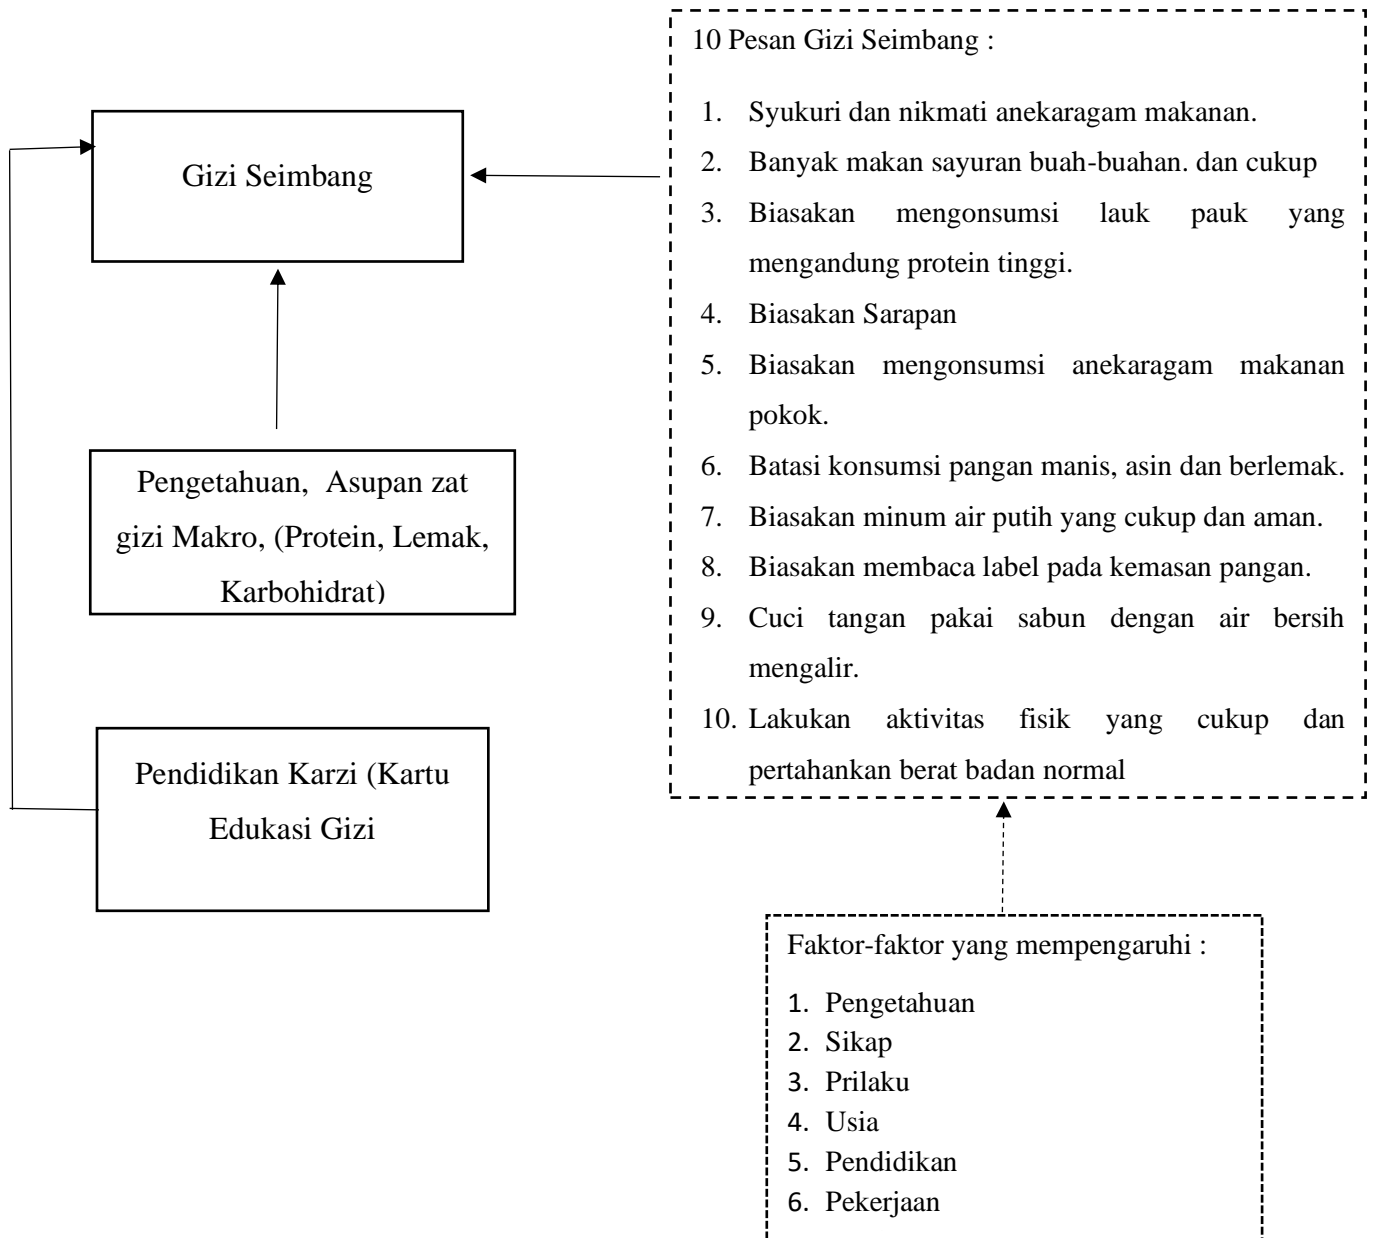 Gizi Seimbang
Pengetahuan, Asupan zat
gizi Makro, (Protein, Lemak,
Karbohidrat)
Pendidikan Karzi (Kartu
Edukasi Gizi
10 Pesan Gizi Seimbang :
1. Syukuri dan nikmati anekaragam makanan.
2. Banyak makan sayuran buah-buahan. dan cukup
3. Biasakan mengonsumsi lauk pauk yang
mengandung protein tinggi.
4. Biasakan Sarapan
5. Biasakan mengonsumsi anekaragam makanan
pokok.
6. Batasi konsumsi pangan manis, asin dan berlemak.
7. Biasakan minum air putih yang cukup dan aman.
8. Biasakan membaca label pada kemasan pangan.
9. Cuci tangan pakai sabun dengan air bersih
mengalir.
10. Lakukan aktivitas fisik yang cukup dan
pertahankan berat badan normal
Faktor-faktor yang mempengaruhi :
1. Pengetahuan
2. Sikap
3. Prilaku
4. Usia
5. Pendidikan
6. Pekerjaan